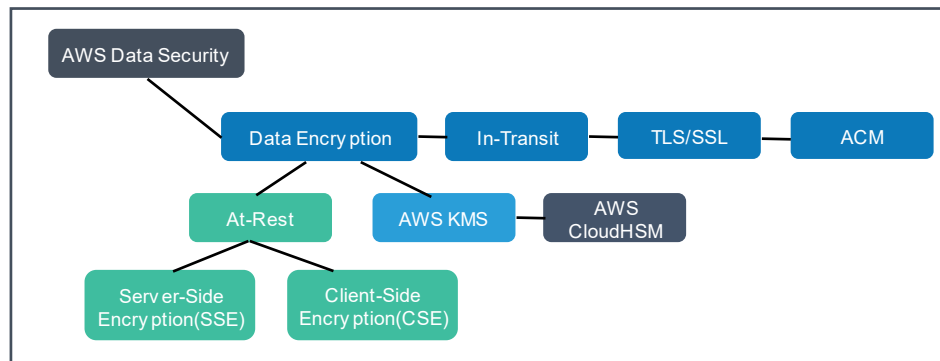 AWS Data Security
Data Encryption
In-Transit
TLS/SSL
ACM
At-Rest
AWS KMS
AWS
CloudHSM
Server-Side
Encryption(SSE)
Client-Side
Encryption(CSE)